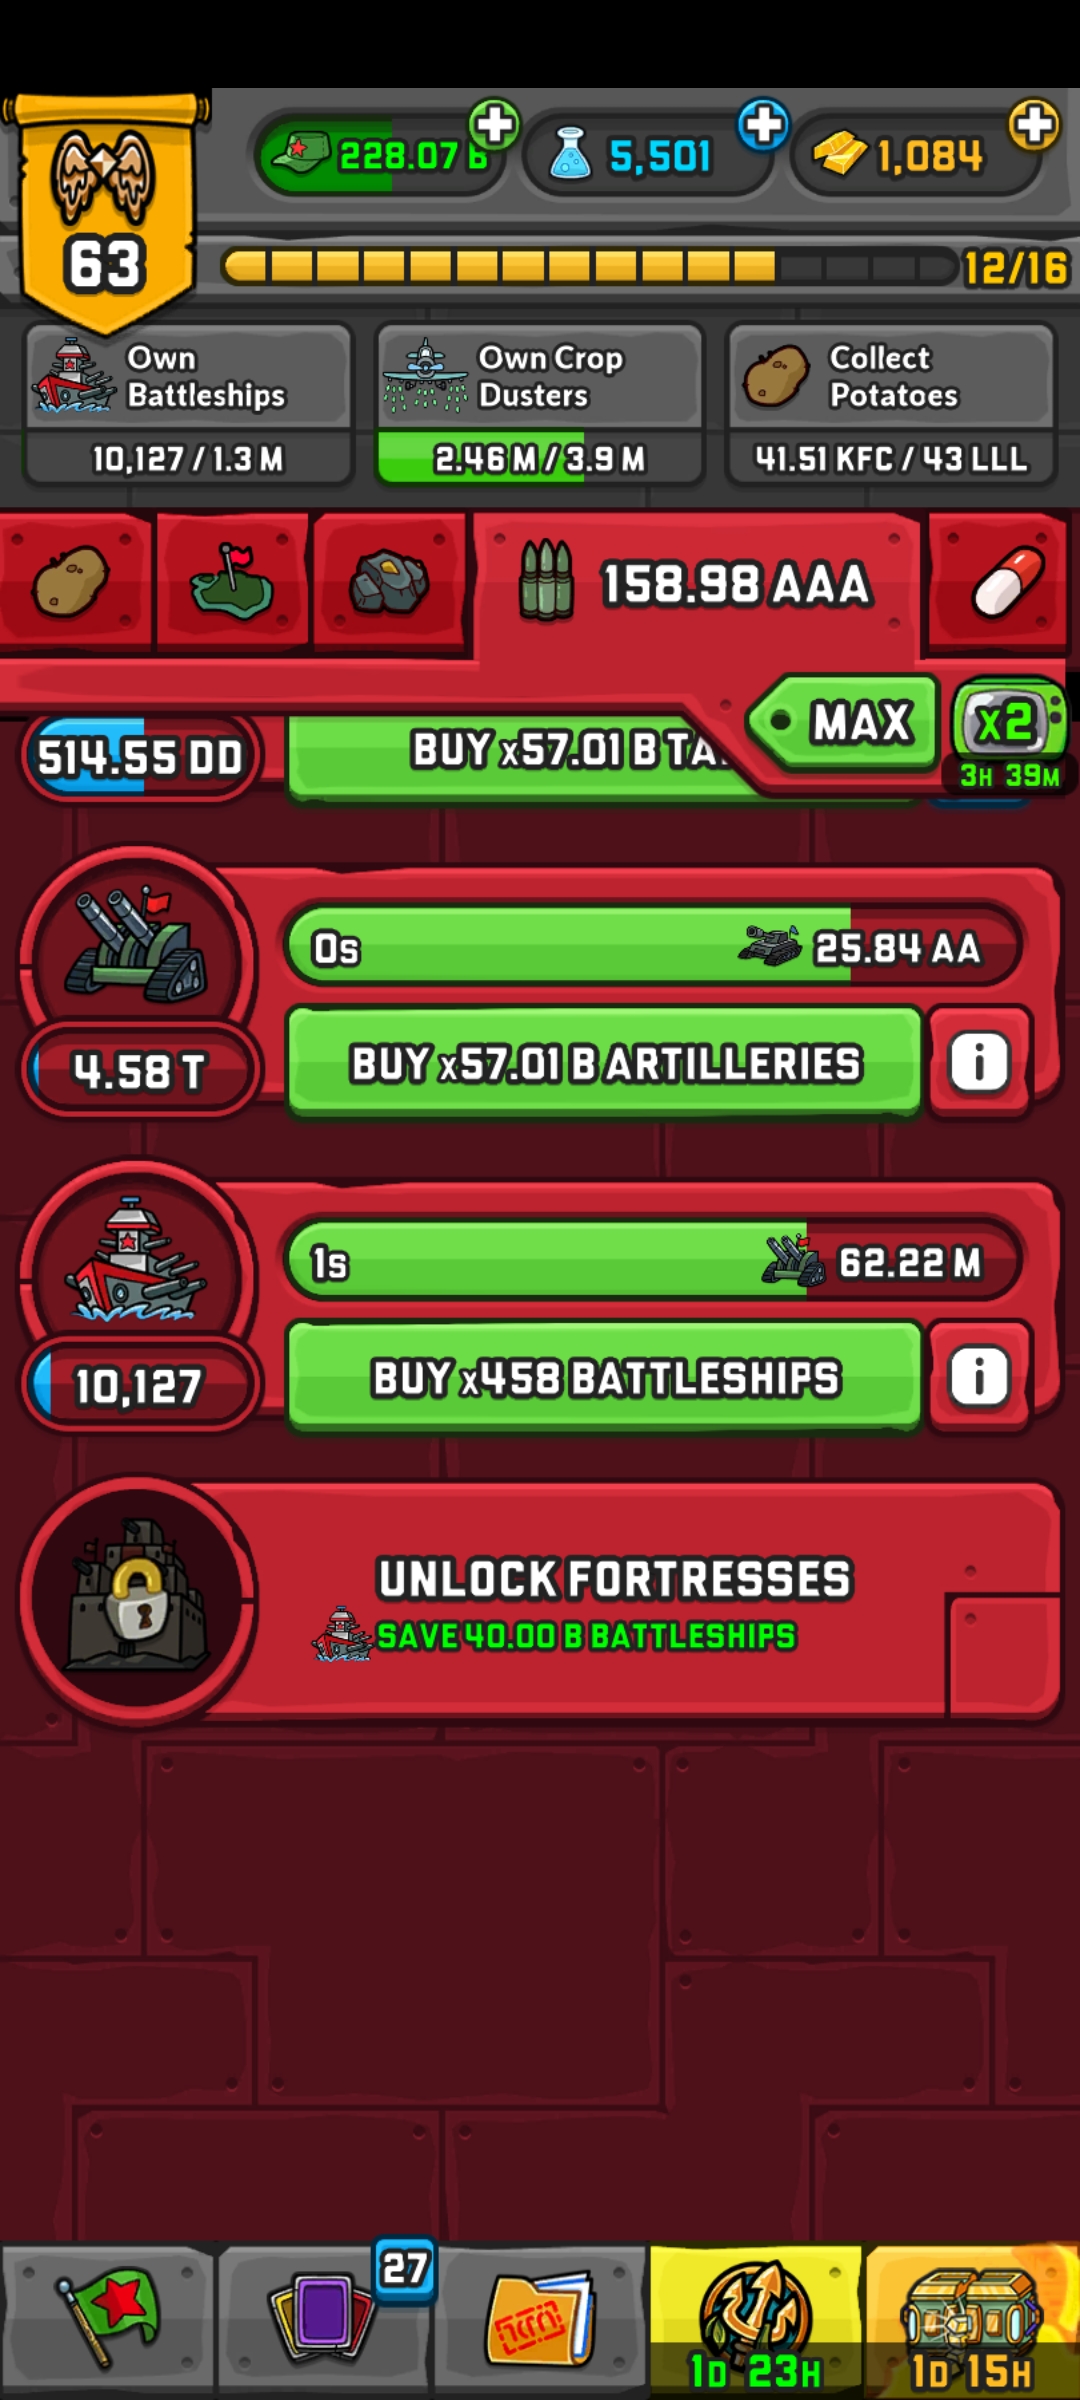 63
228.07 B
5,501
1,084
12/16
Own
Battleships
10,127 / 1.3 M
Own Crop
Dusters
2.46 M / 3.9 M
Collect
Potatoes
41.51 KFC / 43 LLL
158.98 AAA
MAX
x2
3H 39M
514.55 DD
BUY x57.01 B TA
0s
25.84 AA
4.58 T
BUY x57.01 B ARTILLERIES
i
1s
62.22 M
10,127
BUY x458 BATTLESHIPS
i
UNLOCK FORTRESSES
SAVE 40.00 B BATTLESHIPS
27
1D 23H
1D 15H